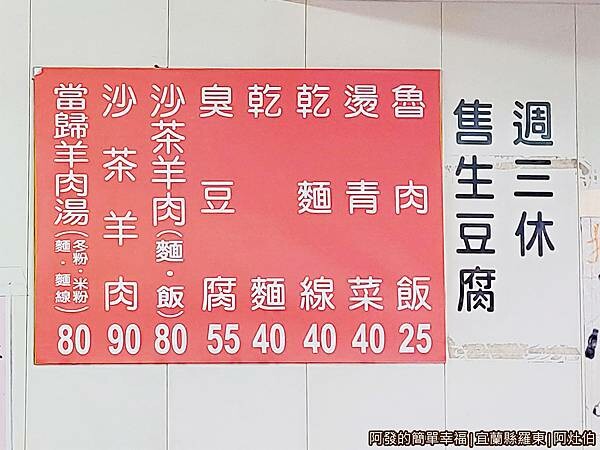 週三休
售生豆腐
魯肉飯 25
燙青菜 40
乾麵線 40
乾麵 40
臭豆腐 55
沙茶羊肉(麵·飯) 80
沙茶羊肉 90
當歸羊肉湯(冬粉·米粉麵·麵線) 80
阿發的簡單幸福|宜蘭縣羅東|阿灶伯